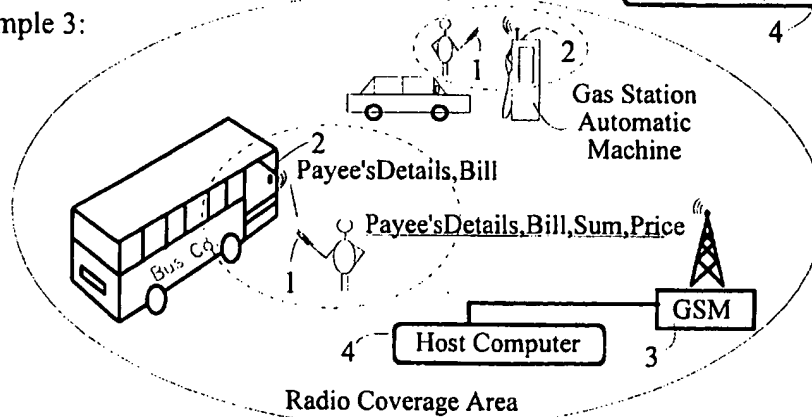 mple 3:
4
1
2
Gas Station
Automatic
Machine
2
Payee'sDetails,Bill
Payee'sDetails,Bill,Sum,Price
Bus Co.
1
GSM
3
4
Host Computer
Radio Coverage Area